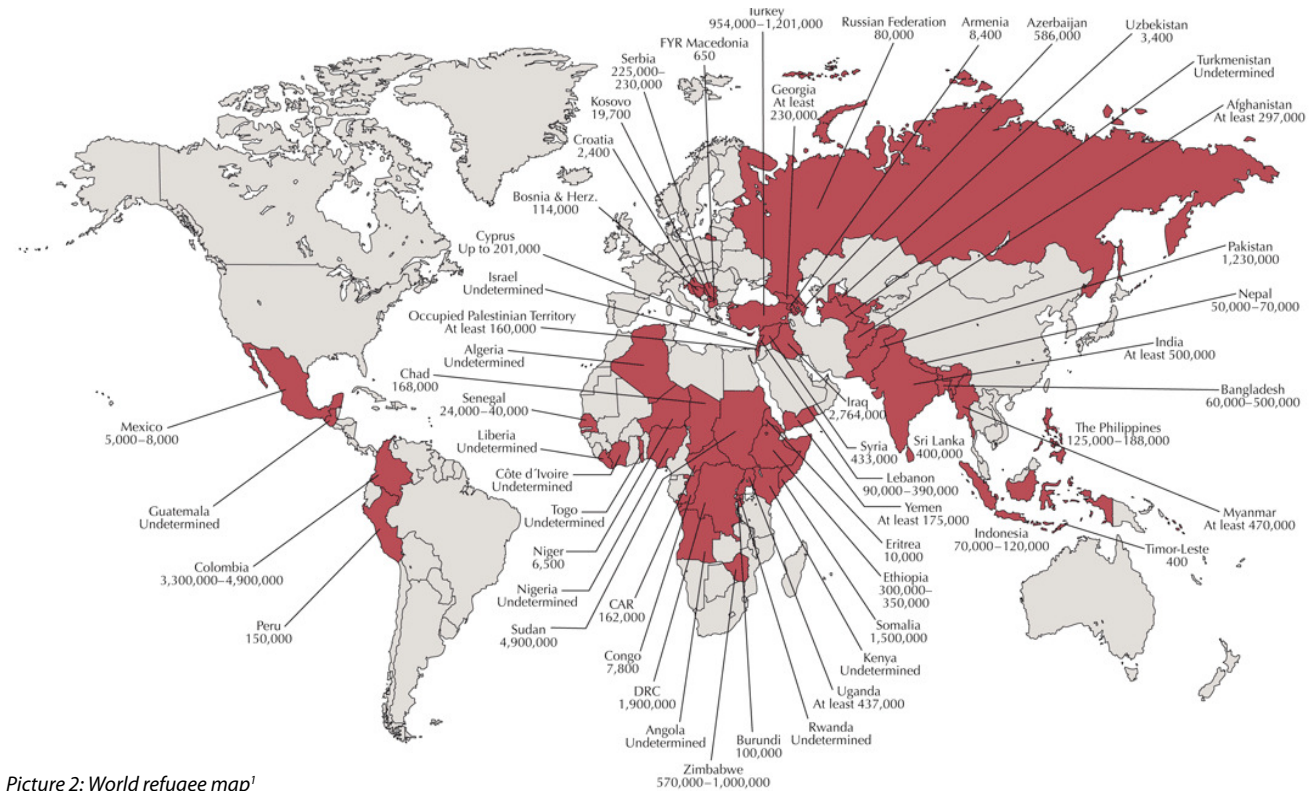 Turkey
954,000–1,201,000
Russian Federation
80,000
Armenia
8,400
Azerbaijan
586,000
Uzbekistan
3,400
FYR Macedonia
650
Serbia
225,000–
230,000
Turkmenistan
Undetermined
Georgia
At least
230,000
Kosovo
19,700
Afghanistan
At least 297,000
Croatia
2,400
Bosnia & Herz.
114,000
Cyprus
Up to 201,000
Pakistan
1,230,000
Israel
Undetermined
Nepal
50,000–70,000
Occupied Palestinian Territory
At least 160,000
India
At least 500,000
Algeria
Undetermined
Chad
168,000
Bangladesh
60,000–500,000
Senegal
24,000–40,000
Iraq
2,764,000
Mexico
5,000–8,000
The Philippines
125,000–188,000
Liberia
Undetermined
Syria
433,000
Sri Lanka
400,000
Côte d´Ivoire
Undetermined
Lebanon
90,000–390,000
Guatemala
Undetermined
Togo
Undetermined
Yemen
At least 175,000
Myanmar
At least 470,000
Indonesia
70,000–120,000
Timor-Leste
400
Eritrea
10,000
Niger
6,500
Colombia
3,300,000–4,900,000
Ethiopia
300,000–
350,000
Nigeria
Undetermined
CAR
162,000
Peru
150,000
Sudan
4,900,000
Somalia
1,500,000
Congo
7,800
Kenya
Undetermined
DRC
1,900,000
Uganda
At least 437,000
Angola
Undetermined
Rwanda
Undetermined
Burundi
100,000
Zimbabwe
570,000–1,000,000
Picture 2: World refugee map¹